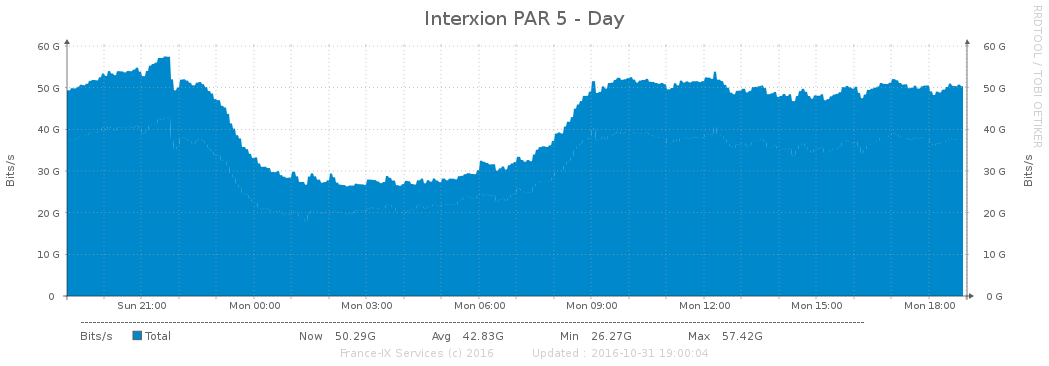 Interxion PAR 5 - Day
RRDTOOL / TOBI OETIKER
60 G 60 G
50 G 50 G
40 G 40 G
30 G 30 G
20 G 20 G
10 G 10 G
0 0 G
Bits/s Bits/s
Sun 21:00 Mon 00:00 Mon 03:00 Mon 06:00 Mon 09:00 Mon 12:00 Mon 15:00 Mon 18:00
Bits/s Total Now 50.29G Avg 42.83G Min 26.27G Max 57.42G
France-IX Services (c) 2016 Updated : 2016-10-31 19:00:04